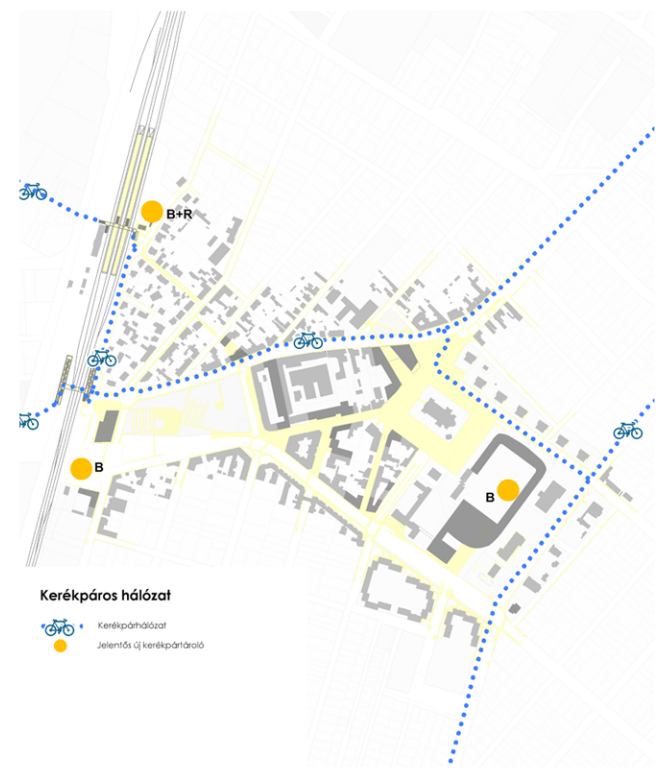 B+R
B
B
Kerékpáros hálózat
Kerékpárhálózat
Jelentős új kerékpártároló